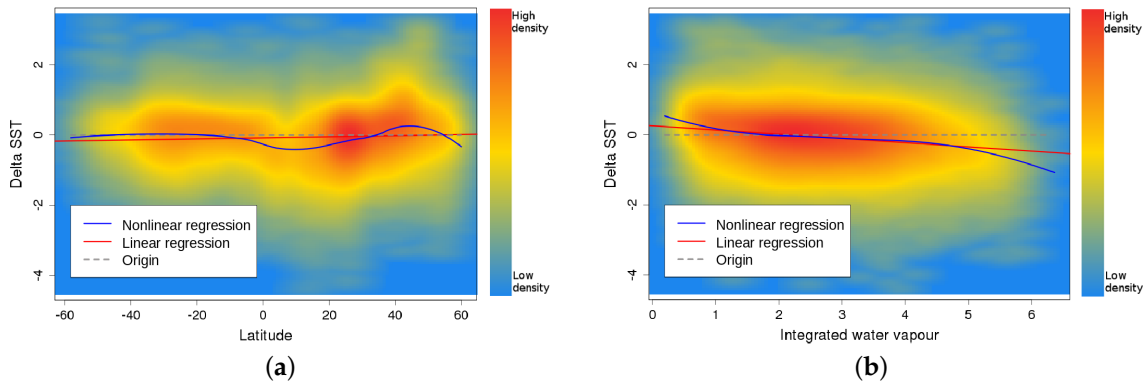 High
density
Delta SST
2
0
-2
-4
Nonlinear regression
Linear regression
Origin
Low
density
-60
-40
-20
0
20
40
60
Latitude
(a)
High
density
Delta SST
2
0
-2
-4
Nonlinear regression
Linear regression
Origin
Low
density
0
1
2
3
4
5
6
Integrated water vapour
(b)